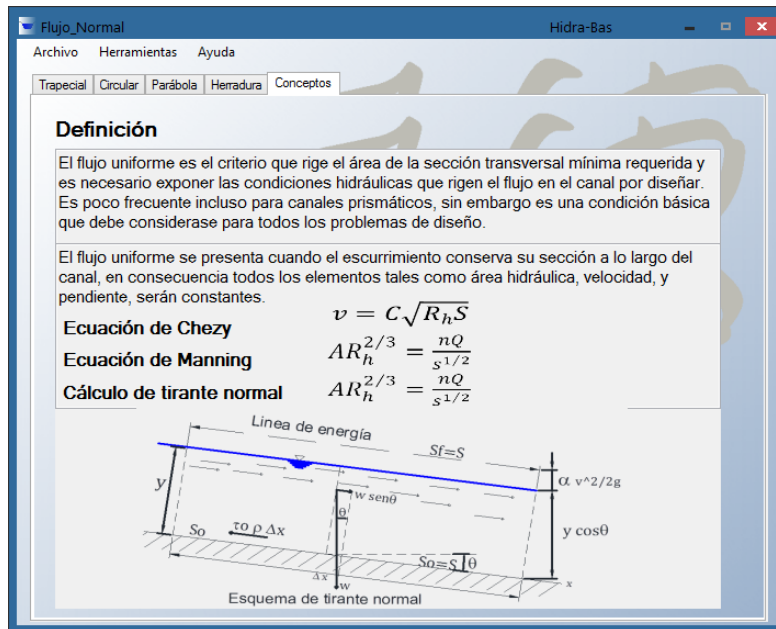 Flujo_Normal Hidra-Bas
Archivo Herramientas Ayuda
Trapecial Circular Parábola Herradura Conceptos
Definición
El flujo uniforme es el criterio que rige el área de la sección transversal mínima requerida y
es necesario exponer las condiciones hidráulicas que rigen el flujo en el canal por diseñar.
Es poco frecuente incluso para canales prismáticos, sin embargo es una condición básica
que debe considerase para todos los problemas de diseño.
El flujo uniforme se presenta cuando el escurrimiento conserva su sección a lo largo del
canal, en consecuencia todos los elementos tales como área hidráulica, velocidad, y
pendiente, serán constantes.
Ecuación de Chezy v = C√(R_hS)
Ecuación de Manning AR_h^{2/3} = nQ/s^{1/2}
Cálculo de tirante normal AR_h^{2/3} = nQ/s^{1/2}
Linea de energía
Sf=S
α v^2/2g
y
w senθ
θ
So
τo ρ Δx
y cosθ
So=S
θ
Δx
w
x
Esquema de tirante normal